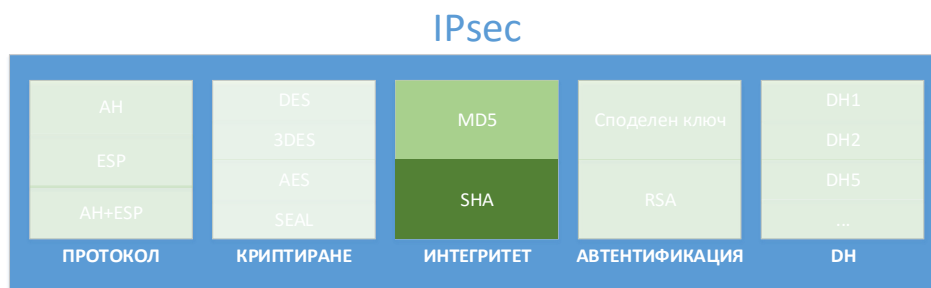 IPsec
AH
ESP
AH+ESP
ПРОТОКОЛ
DES
3DES
AES
SEAL
КРИПТИРАНЕ
MD5
SHA
ИНТЕГРИТЕТ
Споделен ключ
RSA
АВТЕНТИФИКАЦИЯ
DH1
DH2
DH5
...
DH